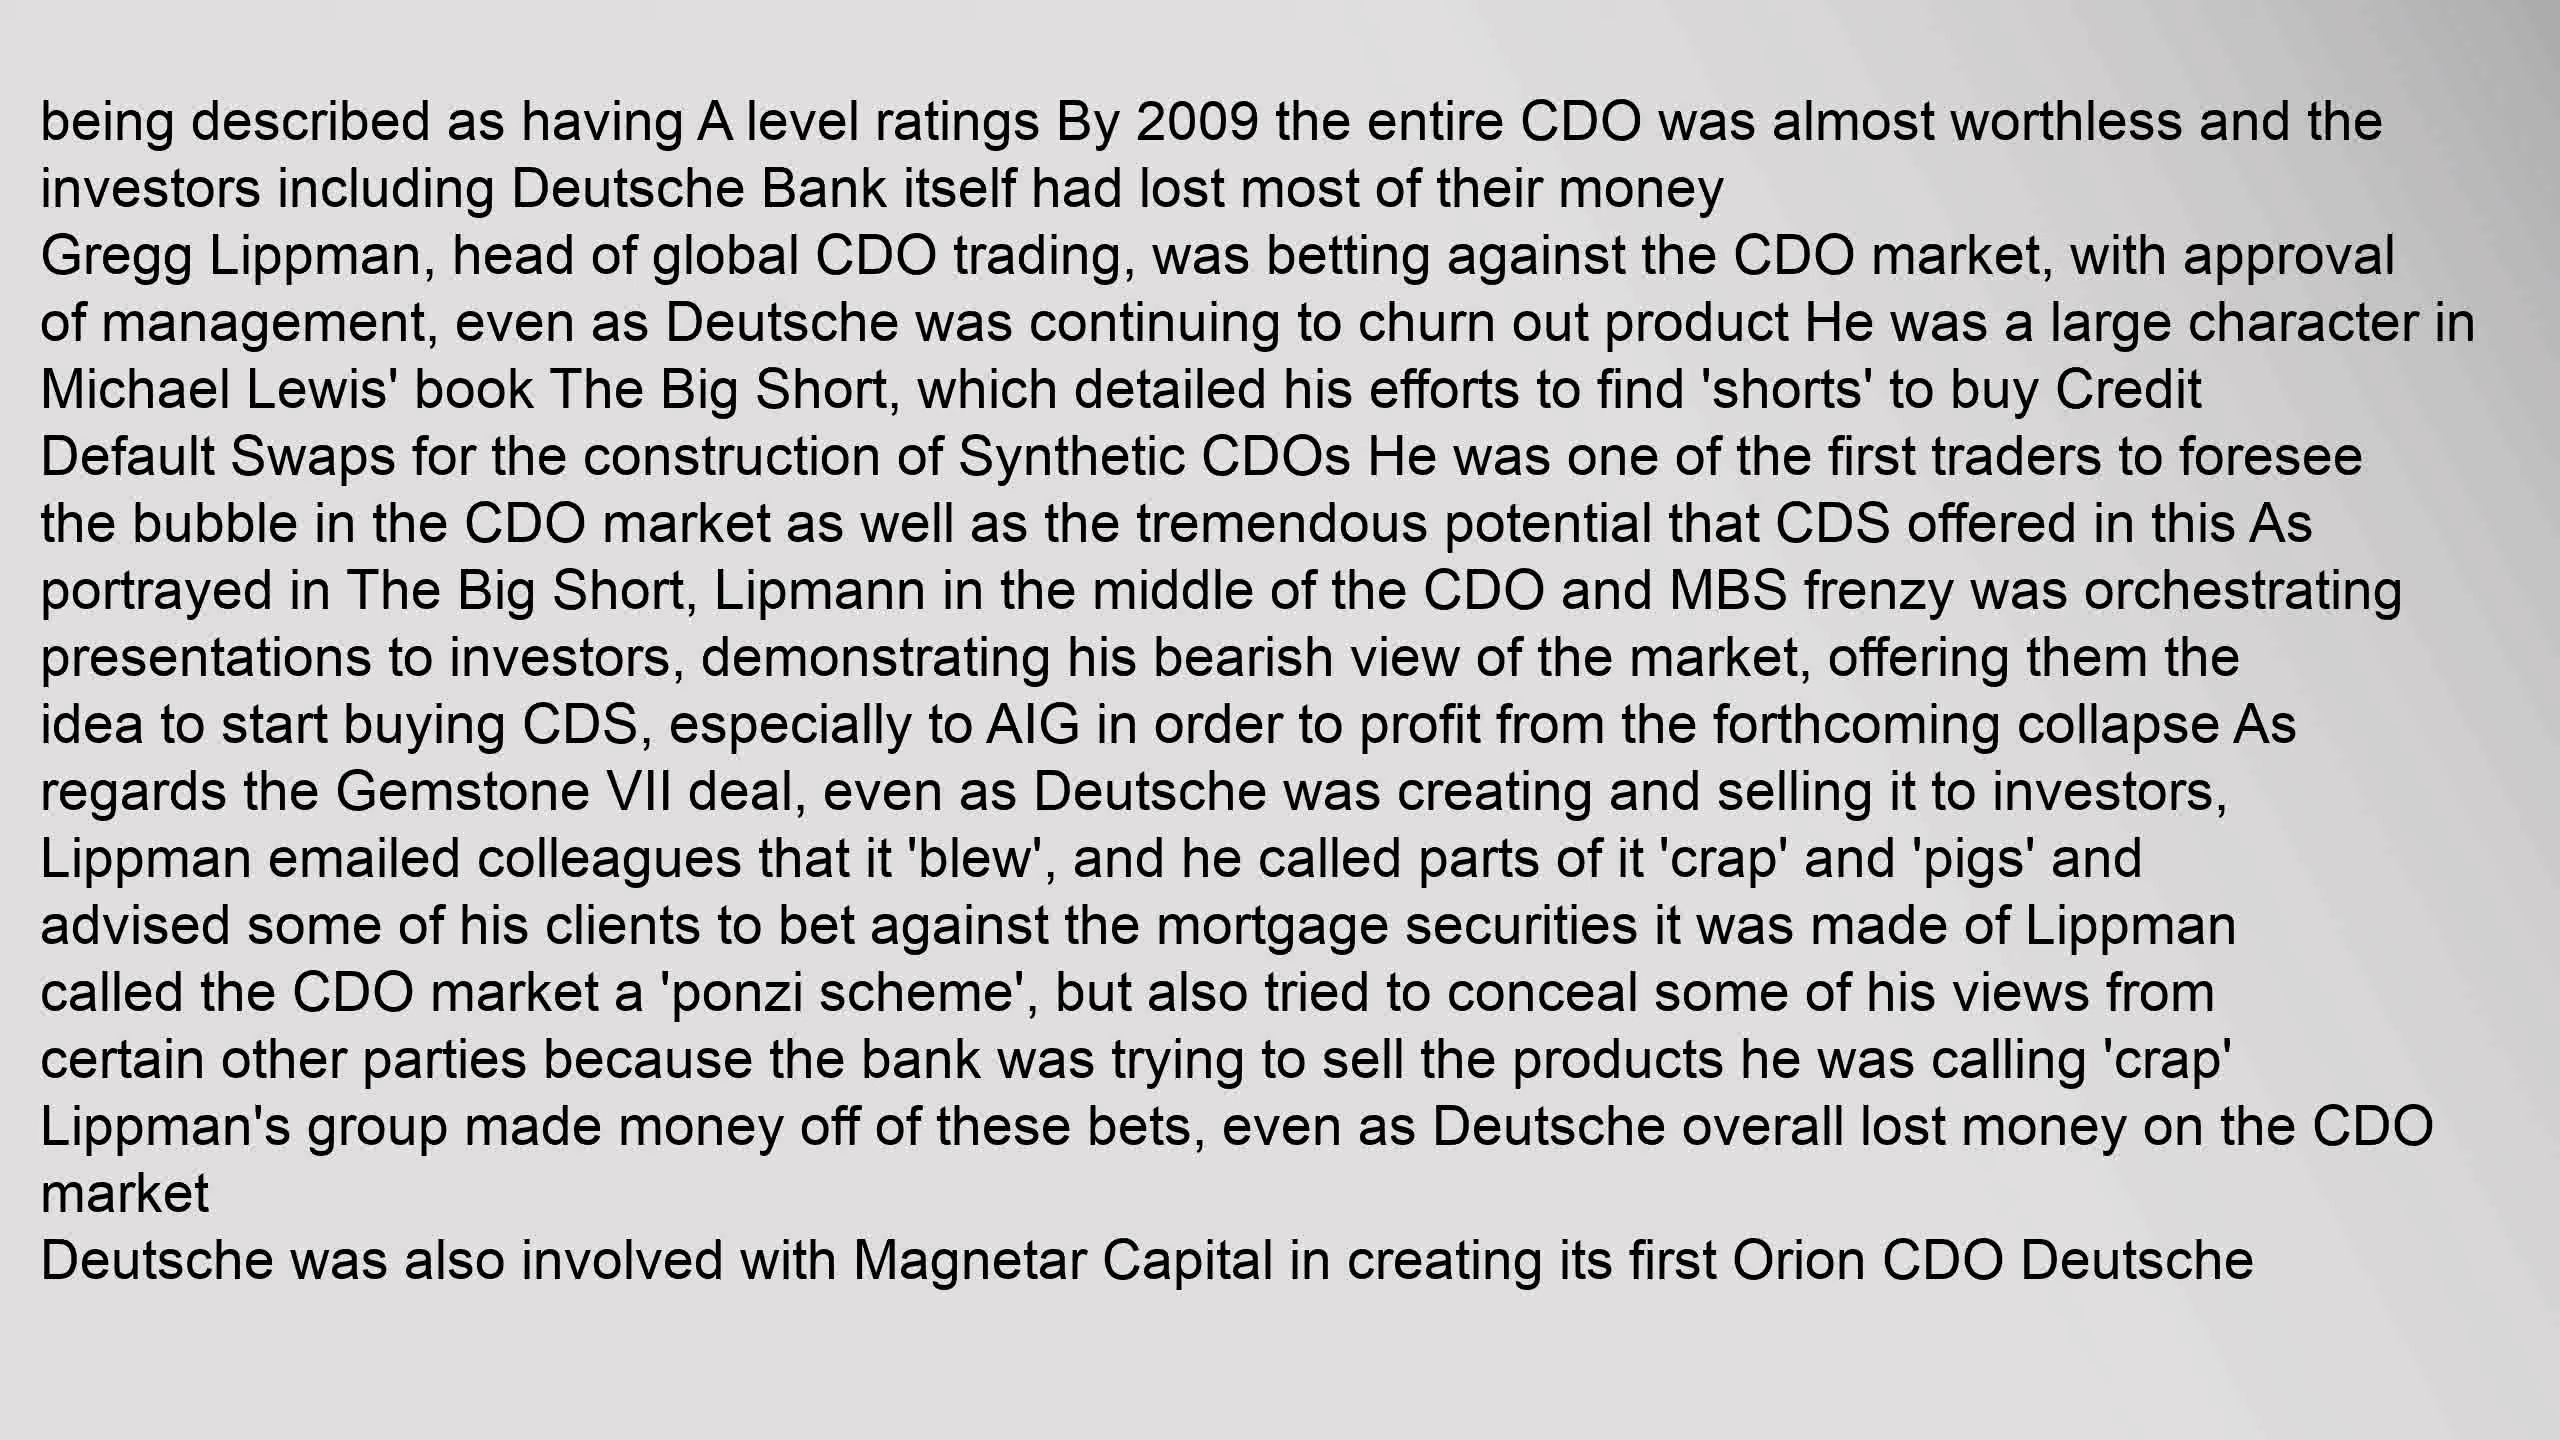 being described as having A level ratings By 2009 the entire CDO was almost worthless and the
investors including Deutsche Bank itself had lost most of their money
Gregg Lippman, head of global CDO trading, was betting against the CDO market, with approval
of management, even as Deutsche was continuing to churn out product He was a large character in
Michael Lewis' book The Big Short, which detailed his efforts to find 'shorts' to buy Credit
Default Swaps for the construction of Synthetic CDOs He was one of the first traders to foresee
the bubble in the CDO market as well as the tremendous potential that CDS offered in this As
portrayed in The Big Short, Lipmann in the middle of the CDO and MBS frenzy was orchestrating
presentations to investors, demonstrating his bearish view of the market, offering them the
idea to start buying CDS, especially to AIG in order to profit from the forthcoming collapse As
regards the Gemstone VII deal, even as Deutsche was creating and selling it to investors,
Lippman emailed colleagues that it 'blew', and he called parts of it 'crap' and 'pigs' and
advised some of his clients to bet against the mortgage securities it was made of Lippman
called the CDO market a 'ponzi scheme', but also tried to conceal some of his views from
certain other parties because the bank was trying to sell the products he was calling 'crap'
Lippman's group made money off of these bets, even as Deutsche overall lost money on the CDO
market
Deutsche was also involved with Magnetar Capital in creating its first Orion CDO Deutsche